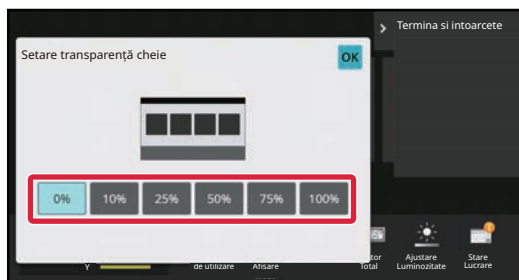 Termina si intoarcete
Setare transparență cheie
OK
0% 10% 25% 50% 75% 100%
Y
de utilizare
Afisare
Total
Ajustare
Luminozitate
Stare
Lucrare